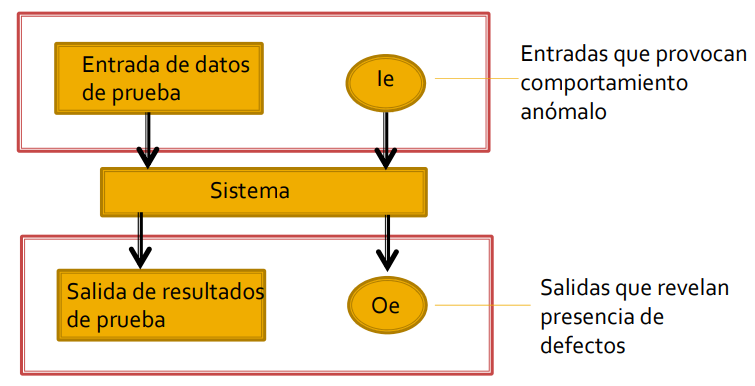 Entrada de datos
de prueba
Ie
Entradas que provocan
comportamiento
anómalo
Sistema
Salida de resultados
de prueba
Oe
Salidas que revelan
presencia de
defectos